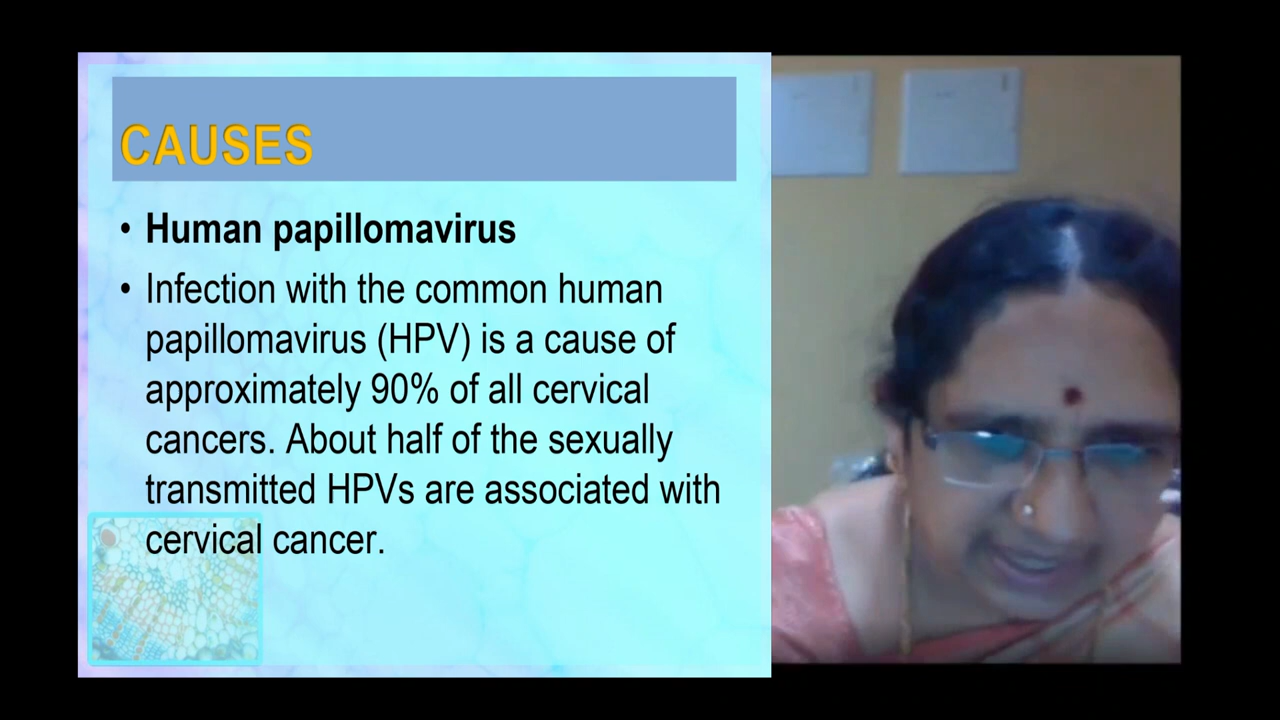 CAUSES
• Human papillomavirus
• Infection with the common human
papillomavirus (HPV) is a cause of
approximately 90% of all cervical
cancers. About half of the sexually
transmitted HPVs are associated with
cervical cancer.